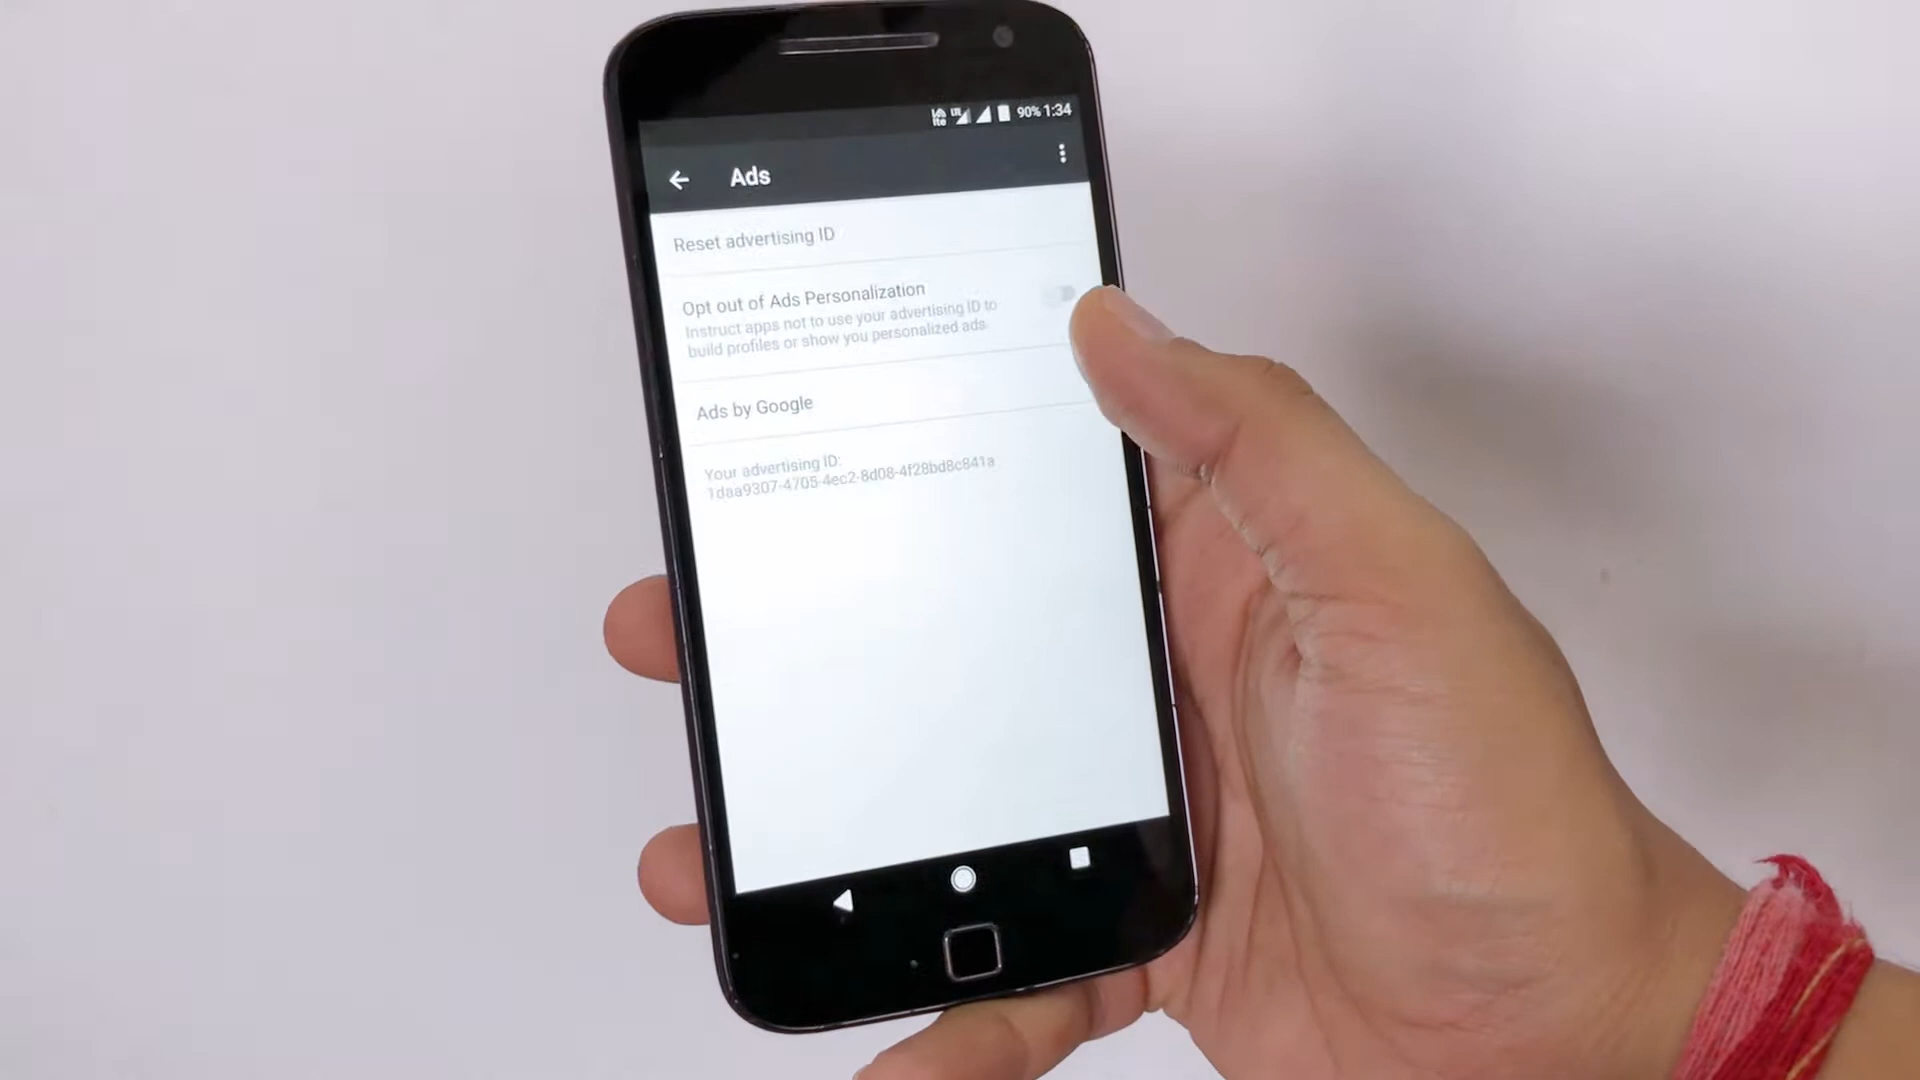 LTE
90% 1:34
Ads
Reset advertising ID
Opt out of Ads Personalization
Instruct apps not to use your advertising ID to
build profiles or show you personalized ads.
Ads by Google
Your advertising ID:
1daa9307-4705-4ec2-8d08-4f28bd8c841a